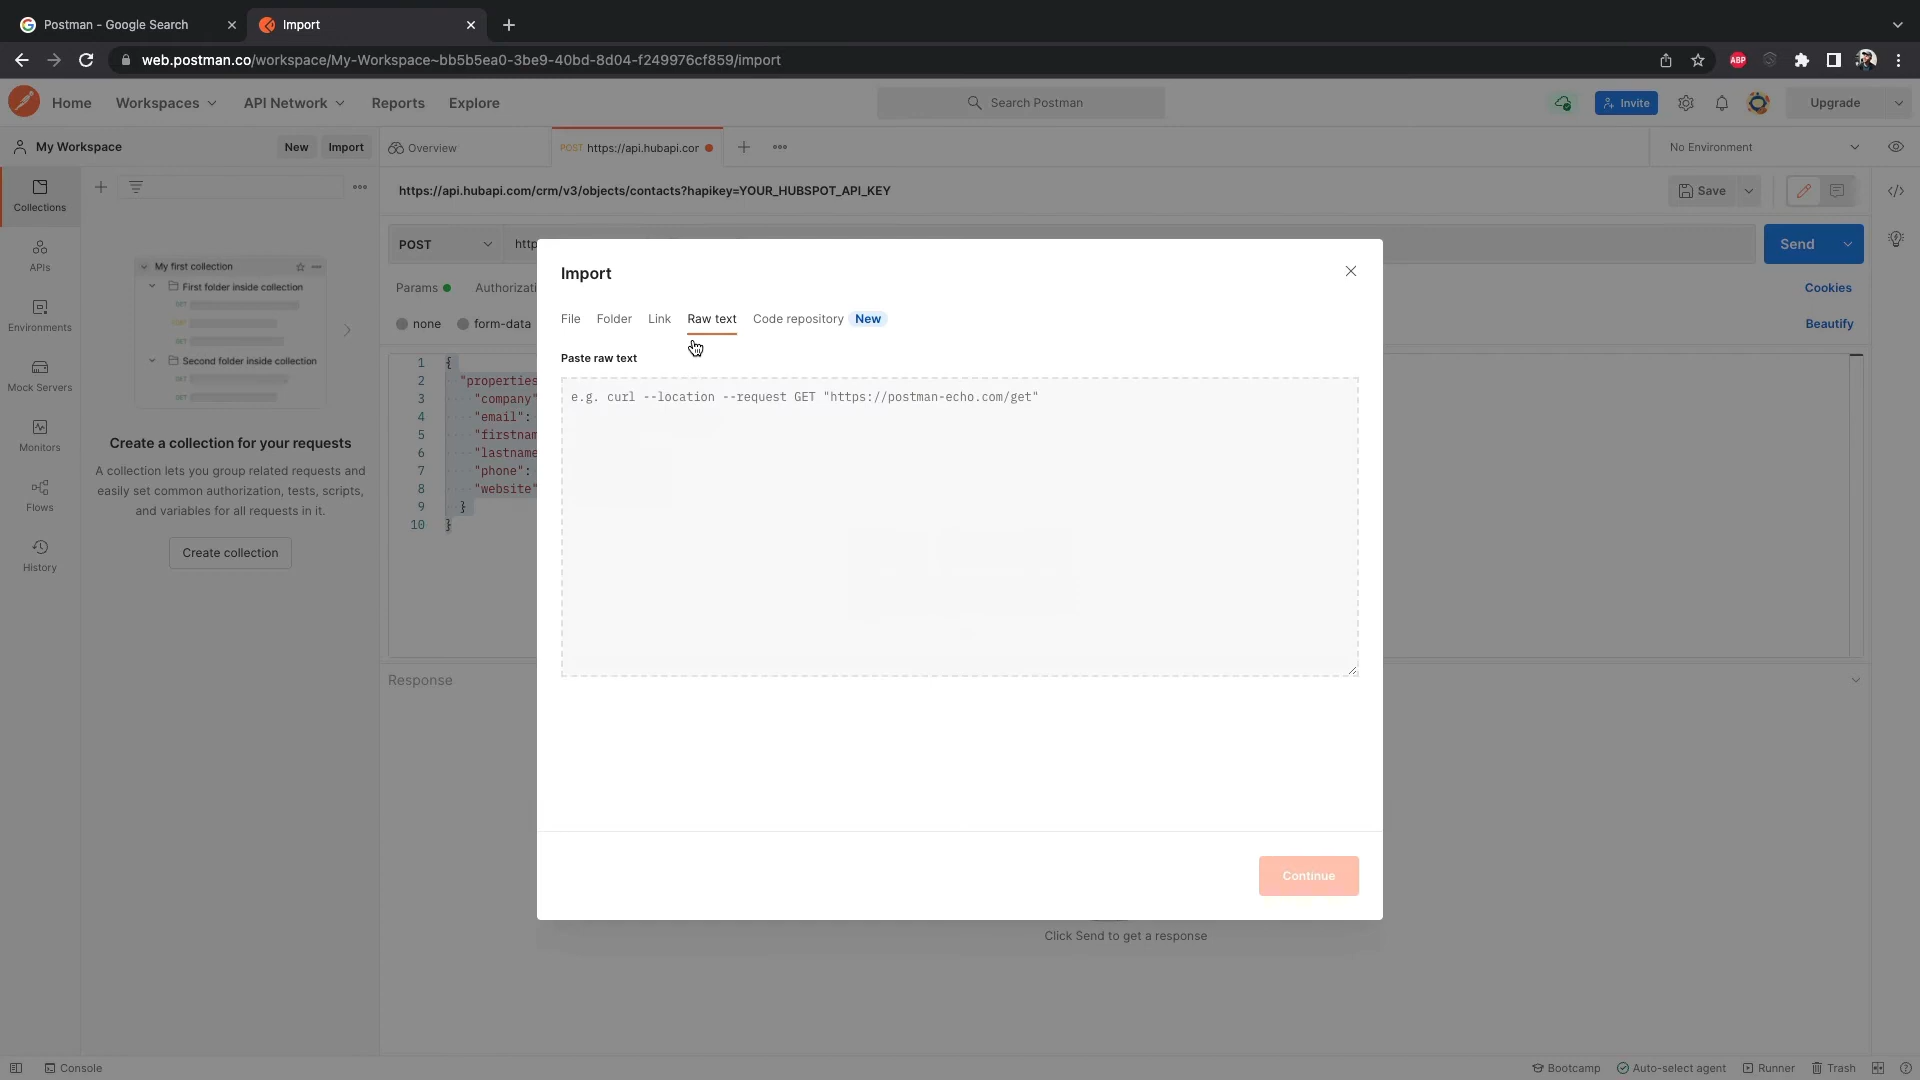 Postman - Google Search
Import
web.postman.co/workspace/My-Workspace~bb5b5ea0-3be9-40bd-8d04-f249976cf859/import
ABP
Home
Workspaces
API Network
Reports
Explore
Search Postman
Invite
Upgrade
My Workspace
New
Import
Overview
POST https://api.hubapi.cor
No Environment
Collections
https://api.hubapi.com/crm/v3/objects/contacts?hapikey=YOUR_HUBSPOT_API_KEY
Save
APIs
Environments
Mock Servers
Monitors
Flows
History
My first collection
First folder inside collection
Second folder inside collection
Create a collection for your requests
A collection lets you group related requests and
easily set common authorization, tests, scripts,
and variables for all requests in it.
Create collection
POST
http
Send
Params
Authorizati
Cookies
none
form-data
Beautify
1 {
2 "properties
3 "company"
4 "email":
5 "firstnam
6 "lastname
7 "phone":
8 "website"
9 }
10 }
Response
Click Send to get a response
Import
File
Folder
Link
Raw text
Code repository
New
Paste raw text
e.g. curl --location --request GET "https://postman-echo.com/get"
Continue
Console
Bootcamp
Auto-select agent
Runner
Trash